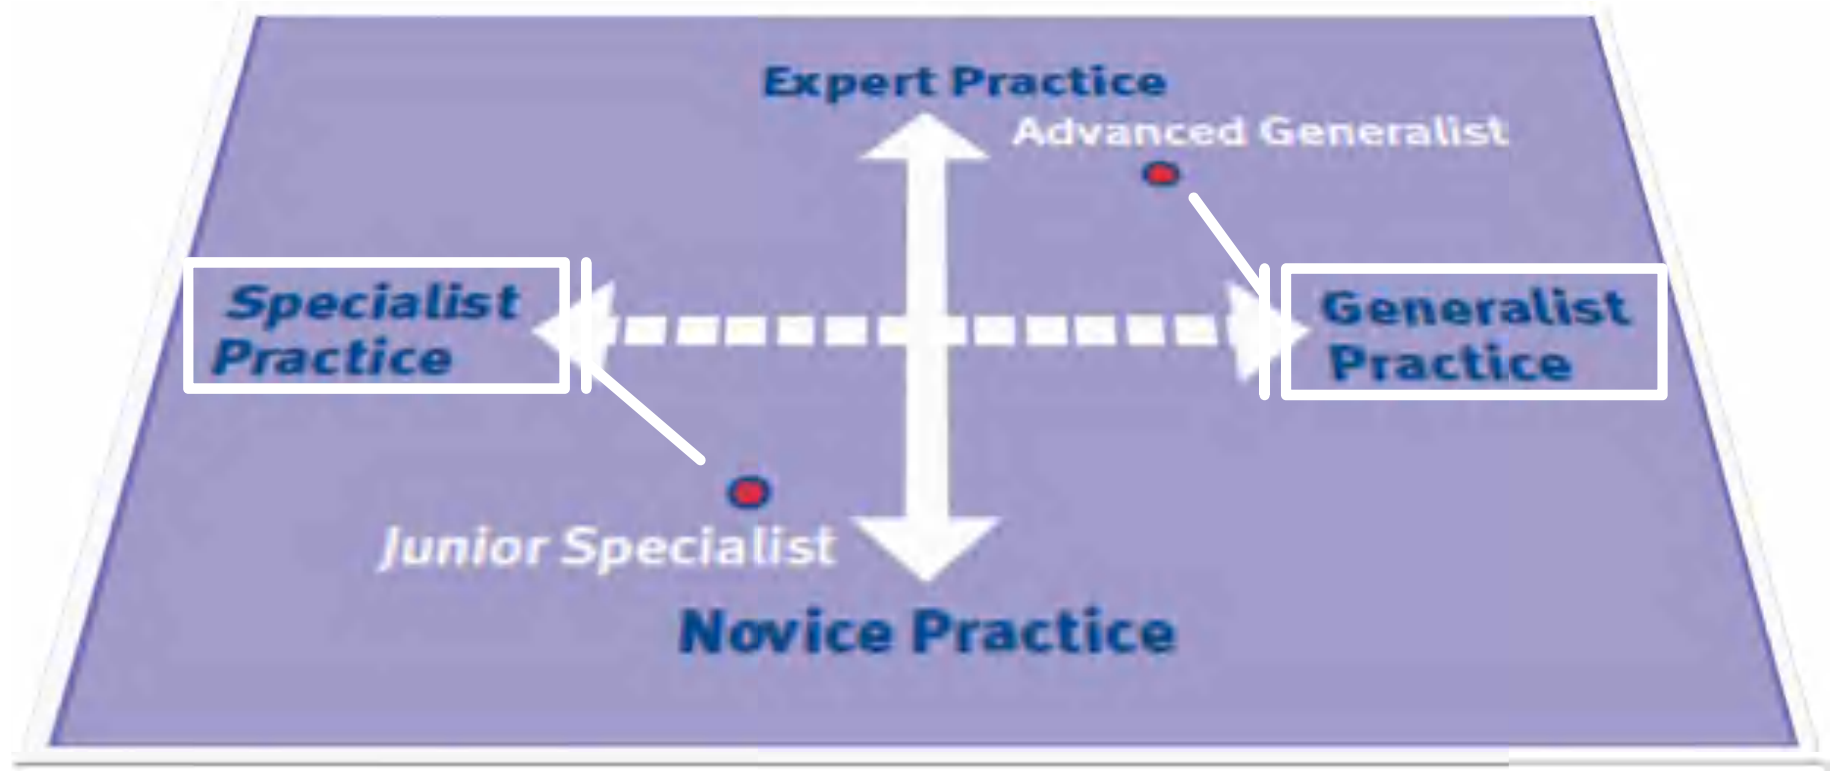 Expert Practice
Advanced Generalist
Specialist
Practice
Generalist
Practice
Junior Specialist
Novice Practice